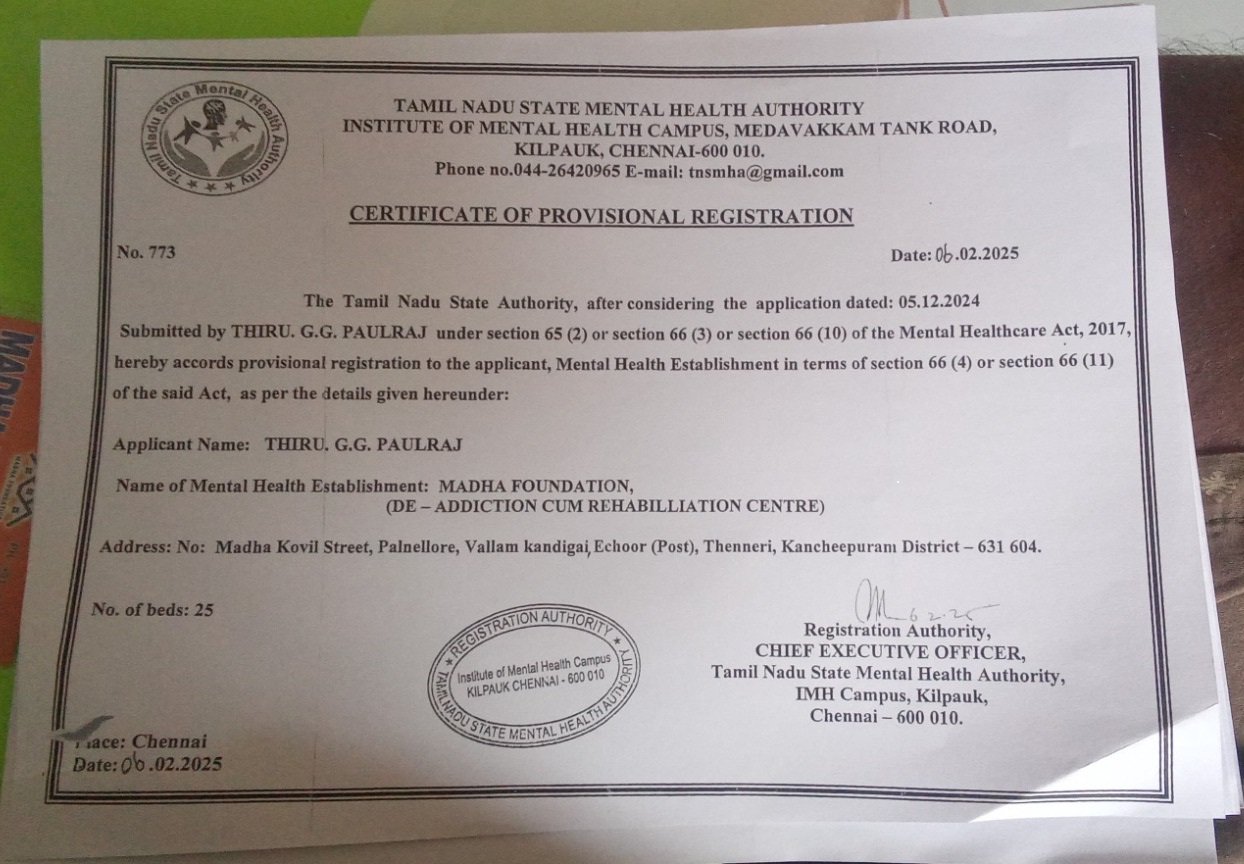 Tamil Nadu State Mental Health Authority
TAMIL NADU STATE MENTAL HEALTH AUTHORITY
INSTITUTE OF MENTAL HEALTH CAMPUS, MEDAVAKKAM TANK ROAD,
KILPAUK, CHENNAI-600 010.
Phone no.044-26420965 E-mail: tnsmha@gmail.com
CERTIFICATE OF PROVISIONAL REGISTRATION
No. 773
Date: 06.02.2025
The Tamil Nadu State Authority, after considering the application dated: 05.12.2024
Submitted by THIRU. G.G. PAULRAJ under section 65 (2) or section 66 (3) or section 66 (10) of the Mental Healthcare Act, 2017,
hereby accords provisional registration to the applicant, Mental Health Establishment in terms of section 66 (4) or section 66 (11)
of the said Act, as per the details given hereunder:
Applicant Name: THIRU. G.G. PAULRAJ
Name of Mental Health Establishment: MADHA FOUNDATION,
(DE – ADDICTION CUM REHABILLIATION CENTRE)
Address: No: Madha Kovil Street, Palnellore, Vallam kandigai, Echoor (Post), Thenneri, Kancheepuram District – 631 604.
No. of beds: 25
REGISTRATION AUTHORITY
Institute of Mental Health Campus
KILPAUK CHENNAI - 600 010
TAMILNADU STATE MENTAL HEALTH AUTHORITY
6.2.25
Registration Authority,
CHIEF EXECUTIVE OFFICER,
Tamil Nadu State Mental Health Authority,
IMH Campus, Kilpauk,
Chennai – 600 010.
Place: Chennai
Date: 06.02.2025
MADHA